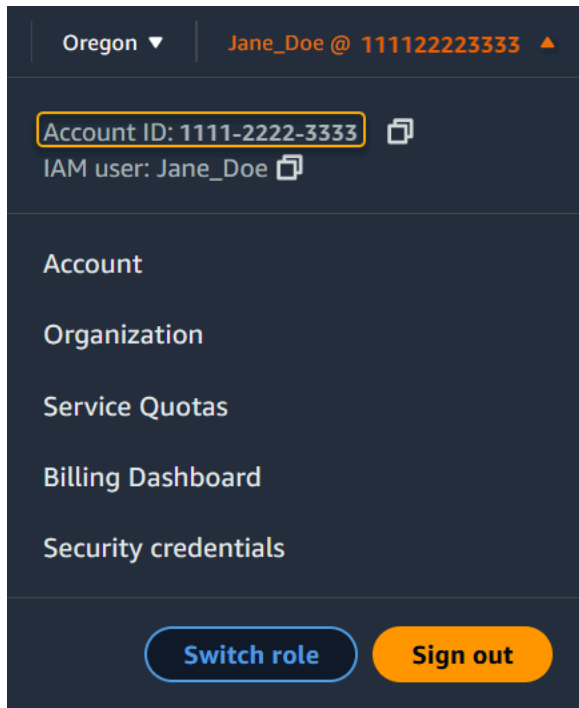 Oregon ▼ Jane_Doe @ 111122223333 ▲
Account ID: 1111-2222-3333
IAM user: Jane_Doe
Account
Organization
Service Quotas
Billing Dashboard
Security credentials
Switch role Sign out